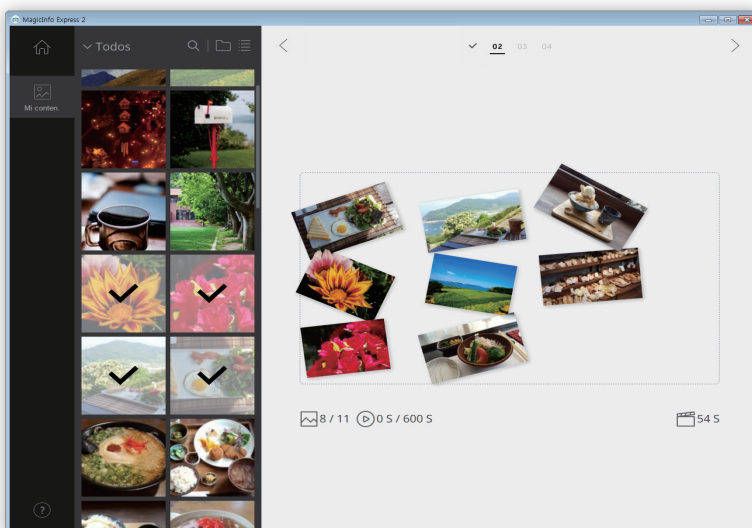 MagicInfo Express 2
Todos
02 03 04
Mi conten.
8 / 11 0 S / 600 S
54 S
?